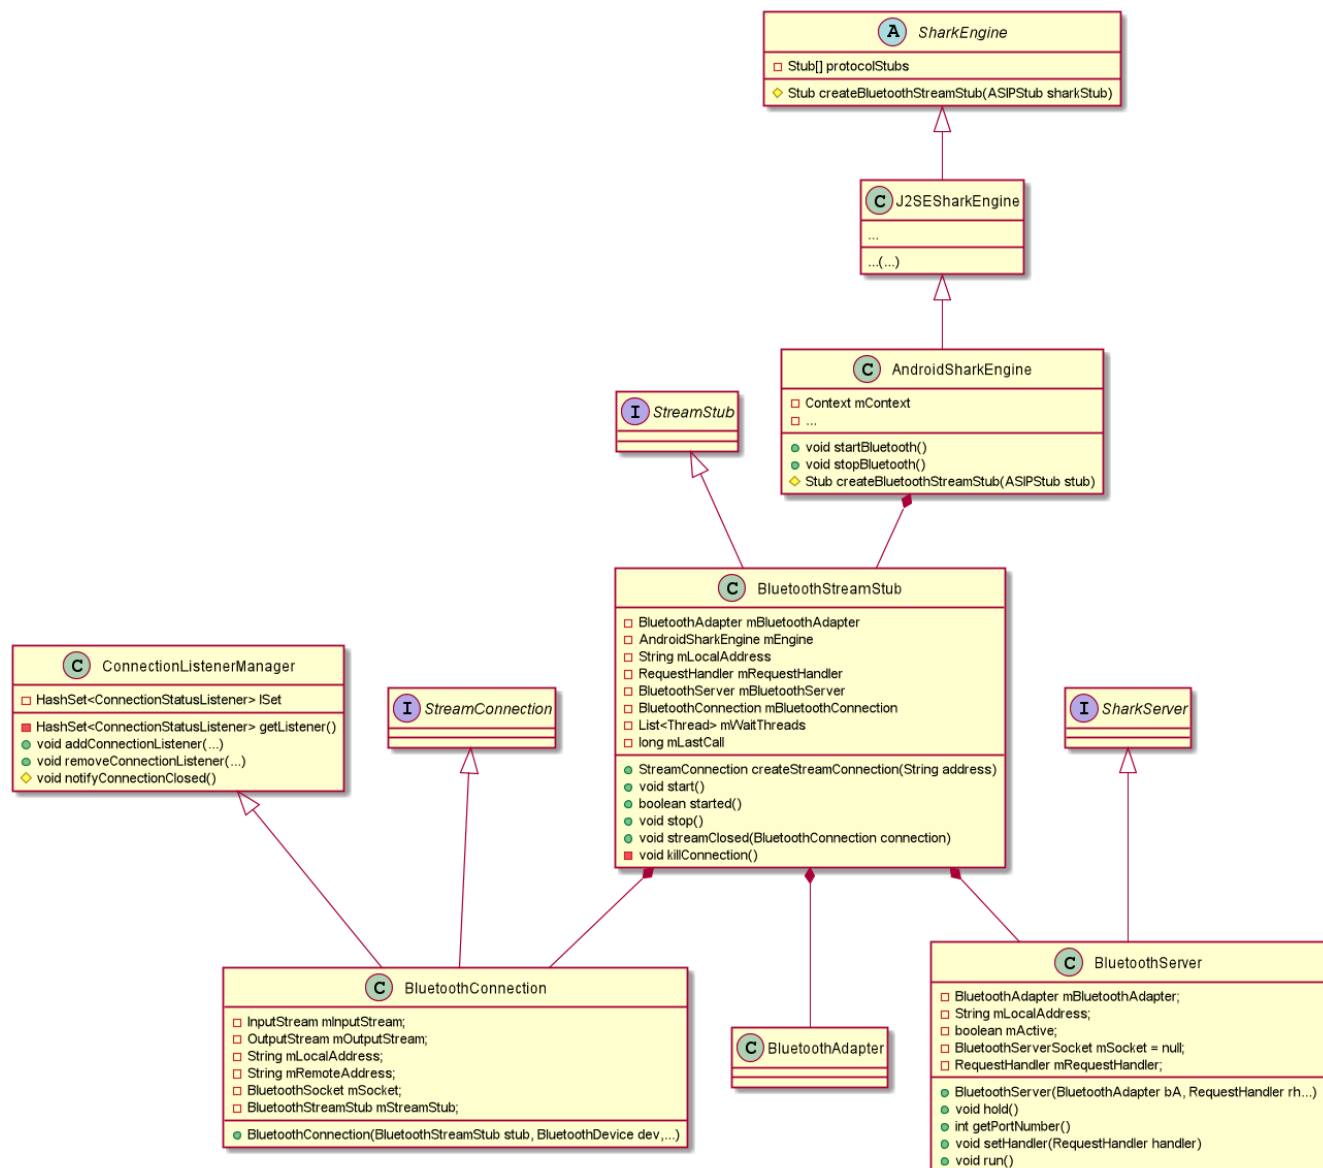 A SharkEngine
Stub[] protocolStubs
Stub createBluetoothStreamStub(ASIPStub sharkStub)
C J2SESharkEngine
...
...(...)
C AndroidSharkEngine
Context mContext
...
void startBluetooth()
void stopBluetooth()
Stub createBluetoothStreamStub(ASIPStub stub)
I StreamStub
C BluetoothStreamStub
BluetoothAdapter mBluetoothAdapter
AndroidSharkEngine mEngine
String mLocalAddress
RequestHandler mRequestHandler
BluetoothServer mBluetoothServer
BluetoothConnection mBluetoothConnection
List<Thread> mWaitThreads
long mLastCall
StreamConnection createStreamConnection(String address)
void start()
boolean started()
void stop()
void streamClosed(BluetoothConnection connection)
void killConnection()
C ConnectionListenerManager
HashSet<ConnectionStatusListener> lSet
HashSet<ConnectionStatusListener> getListener()
void addConnectionListener(...)
void removeConnectionListener(...)
void notifyConnectionClosed()
I StreamConnection
I SharkServer
C BluetoothConnection
InputStream mInputStream;
OutputStream mOutputStream;
String mLocalAddress;
String mRemoteAddress;
BluetoothSocket mSocket;
BluetoothStreamStub mStreamStub;
BluetoothConnection(BluetoothStreamStub stub, BluetoothDevice dev,...)
C BluetoothAdapter
C BluetoothServer
BluetoothAdapter mBluetoothAdapter;
String mLocalAddress;
boolean mActive;
BluetoothServerSocket mSocket = null;
RequestHandler mRequestHandler;
BluetoothServer(BluetoothAdapter bA, RequestHandler rh...)
void hold()
int getPortNumber()
void setHandler(RequestHandler handler)
void run()